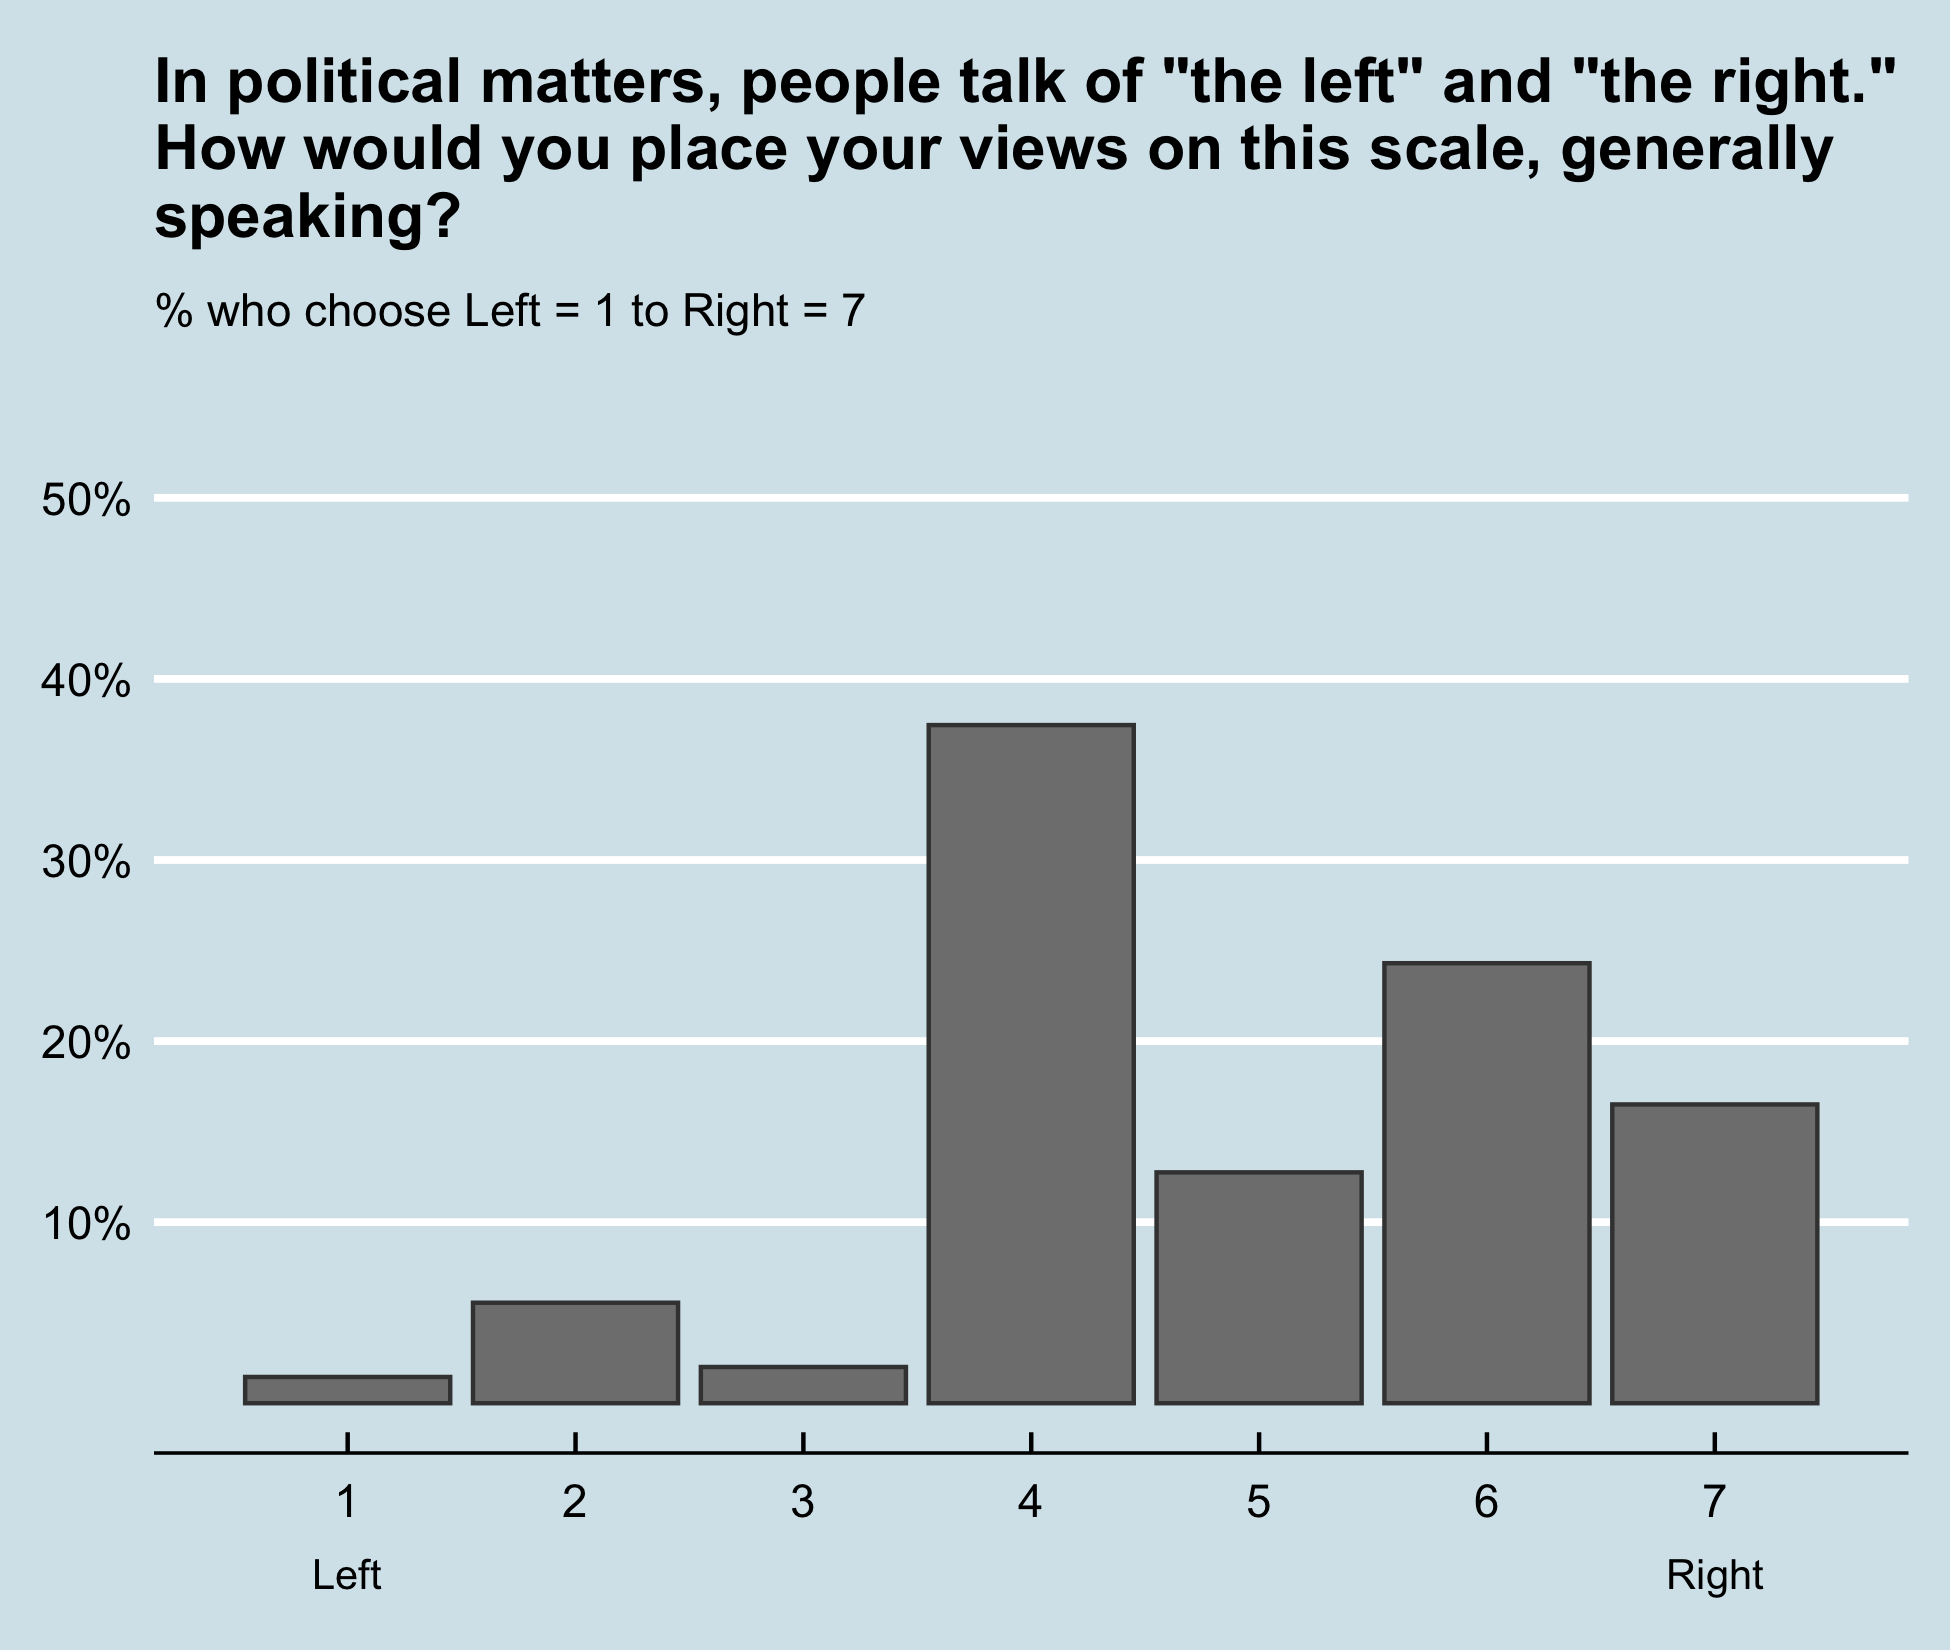 In political matters, people talk of "the left" and "the right."
How would you place your views on this scale, generally
speaking?
% who choose Left = 1 to Right = 7
50%
40%
30%
20%
10%
1 2 3 4 5 6 7
Left Right